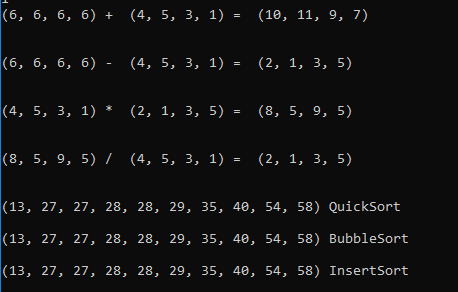 (6, 6, 6, 6) + (4, 5, 3, 1) = (10, 11, 9, 7)
(6, 6, 6, 6) - (4, 5, 3, 1) = (2, 1, 3, 5)
(4, 5, 3, 1) * (2, 1, 3, 5) = (8, 5, 9, 5)
(8, 5, 9, 5) / (4, 5, 3, 1) = (2, 1, 3, 5)
(13, 27, 27, 28, 28, 29, 35, 40, 54, 58) QuickSort
(13, 27, 27, 28, 28, 29, 35, 40, 54, 58) BubbleSort
(13, 27, 27, 28, 28, 29, 35, 40, 54, 58) InsertSort